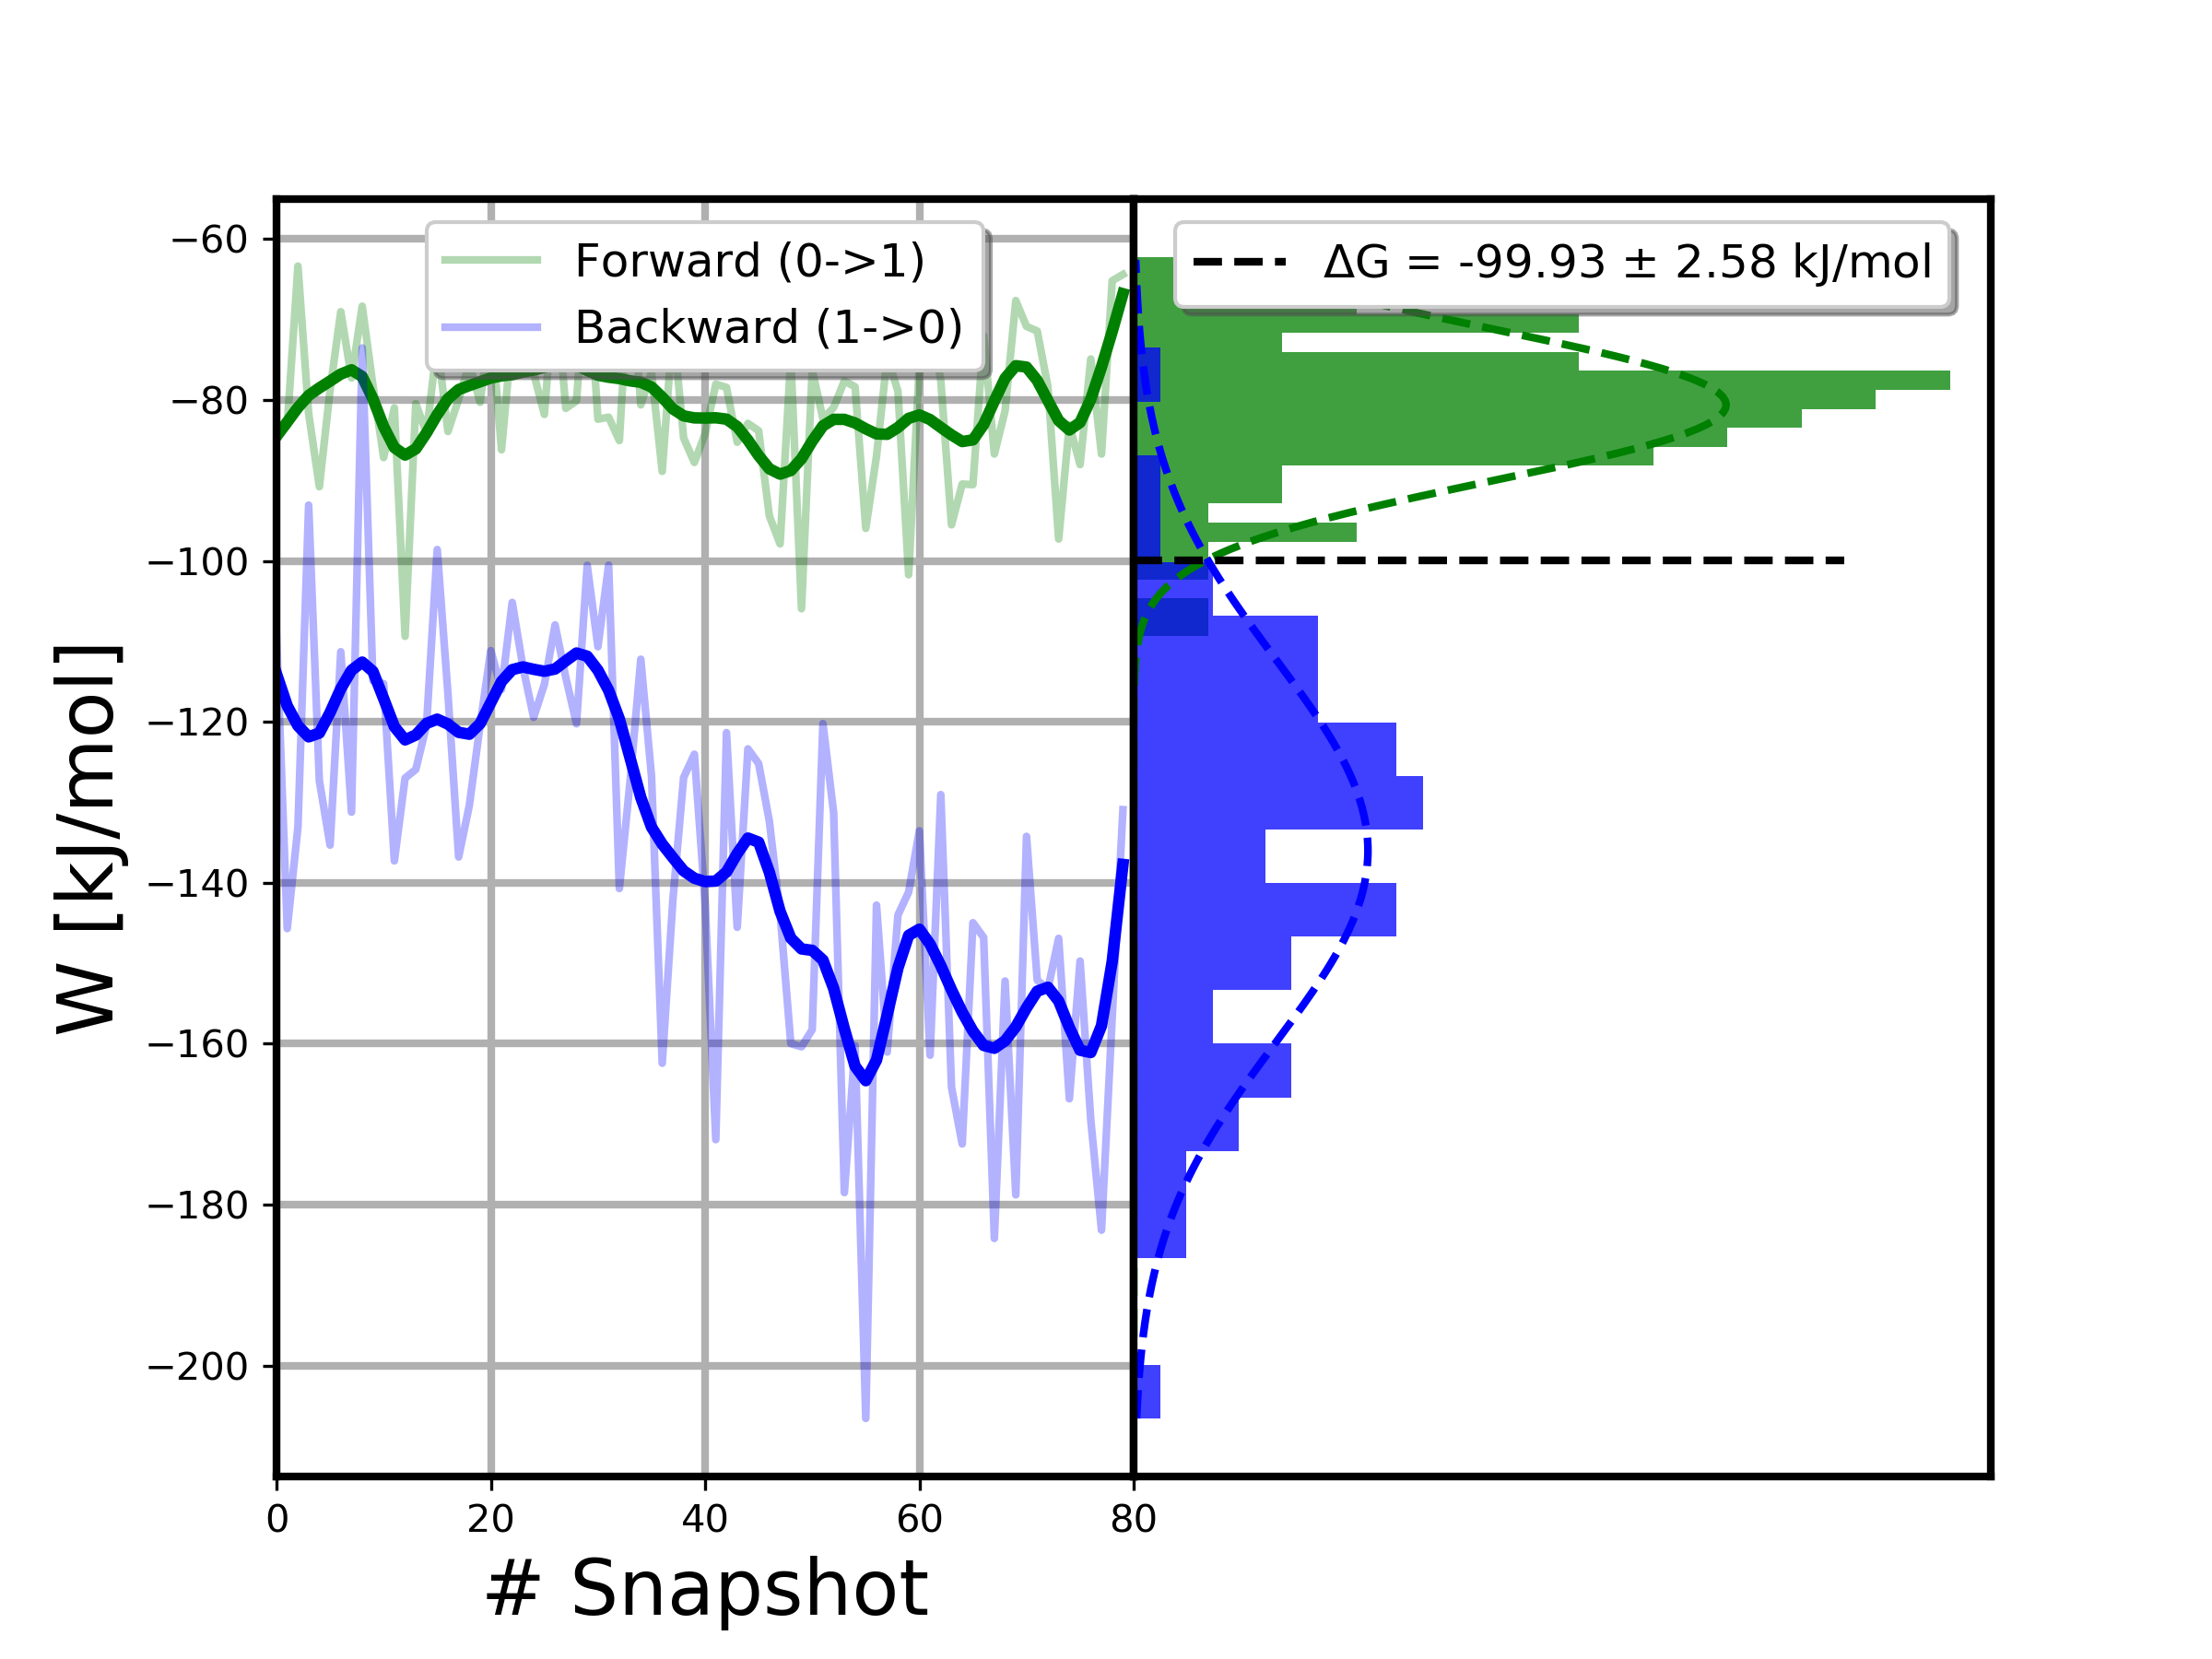 W [kJ/mol]
−60
−80
−100
−120
−140
−160
−180
−200
Forward (0->1)
Backward (1->0)
ΔG = -99.93 ± 2.58 kJ/mol
0 20 40 60 80
# Snapshot